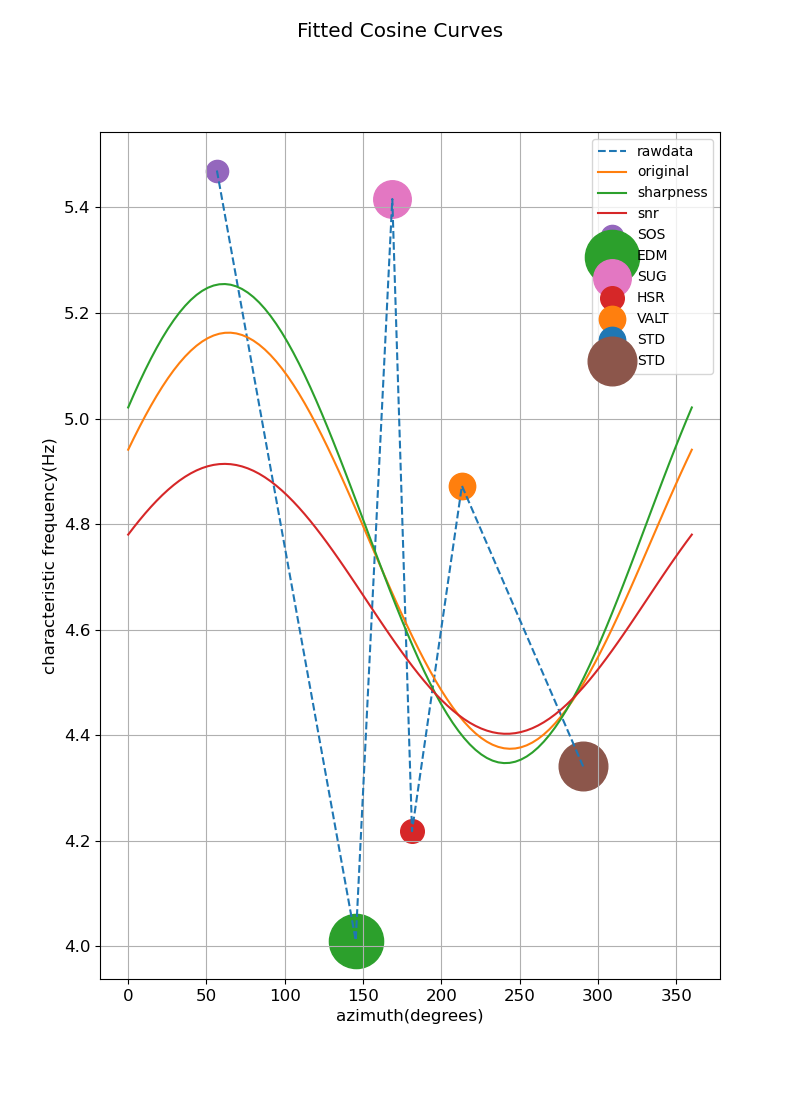 Fitted Cosine Curves
rawdata
original
sharpness
snr
SOS
EDM
SUG
HSR
VALT
STD
STD
characteristic frequency(Hz)
5.4
5.2
5.0
4.8
4.6
4.4
4.2
4.0
0 50 100 150 200 250 300 350
azimuth(degrees)